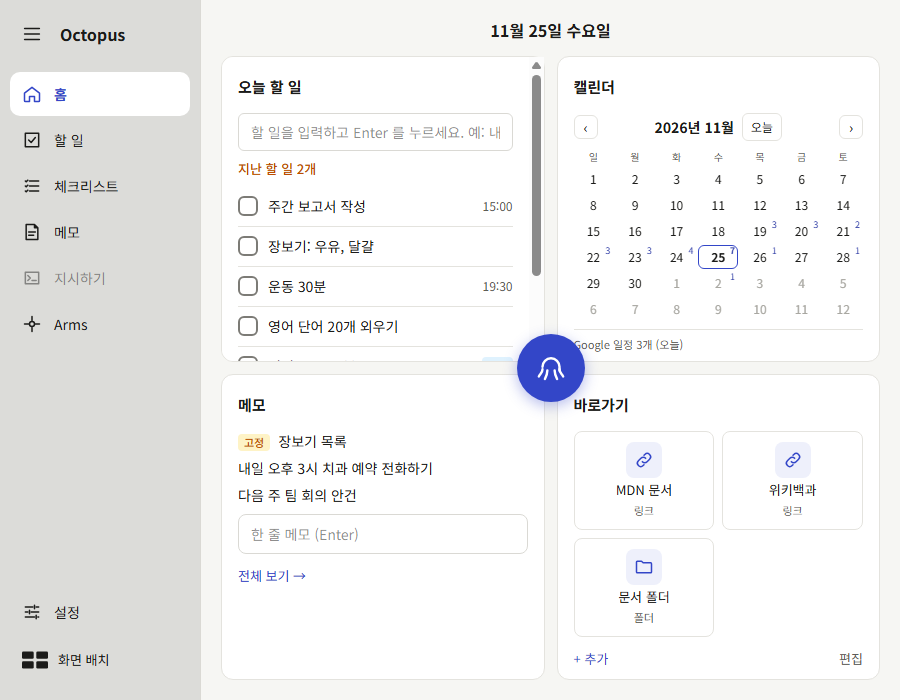 Octopus
홈
할 일
체크리스트
메모
지시하기
Arms
설정
화면 배치
11월 25일 수요일
오늘 할 일
할 일을 입력하고 Enter 를 누르세요. 예: 내
지난 할 일 2개
주간 보고서 작성 15:00
장보기: 우유, 달걀
운동 30분 19:30
영어 단어 20개 외우기
캘린더
‹ 2026년 11월 오늘 ›
일 월 화 수 목 금 토
1 2 3 4 5 6 7
8 9 10 11 12 13 14
15 16 17 18 19 3 20 3 21 2
22 3 23 3 24 4 25 7 26 1 27 28 1
29 30 1 2 1 3 4 5
6 7 8 9 10 11 12
Google 일정 3개 (오늘)
메모
고정 장보기 목록
내일 오후 3시 치과 예약 전화하기
다음 주 팀 회의 안건
한 줄 메모 (Enter)
전체 보기 →
바로가기
MDN 문서
링크
위키백과
링크
문서 폴더
폴더
+ 추가 편집